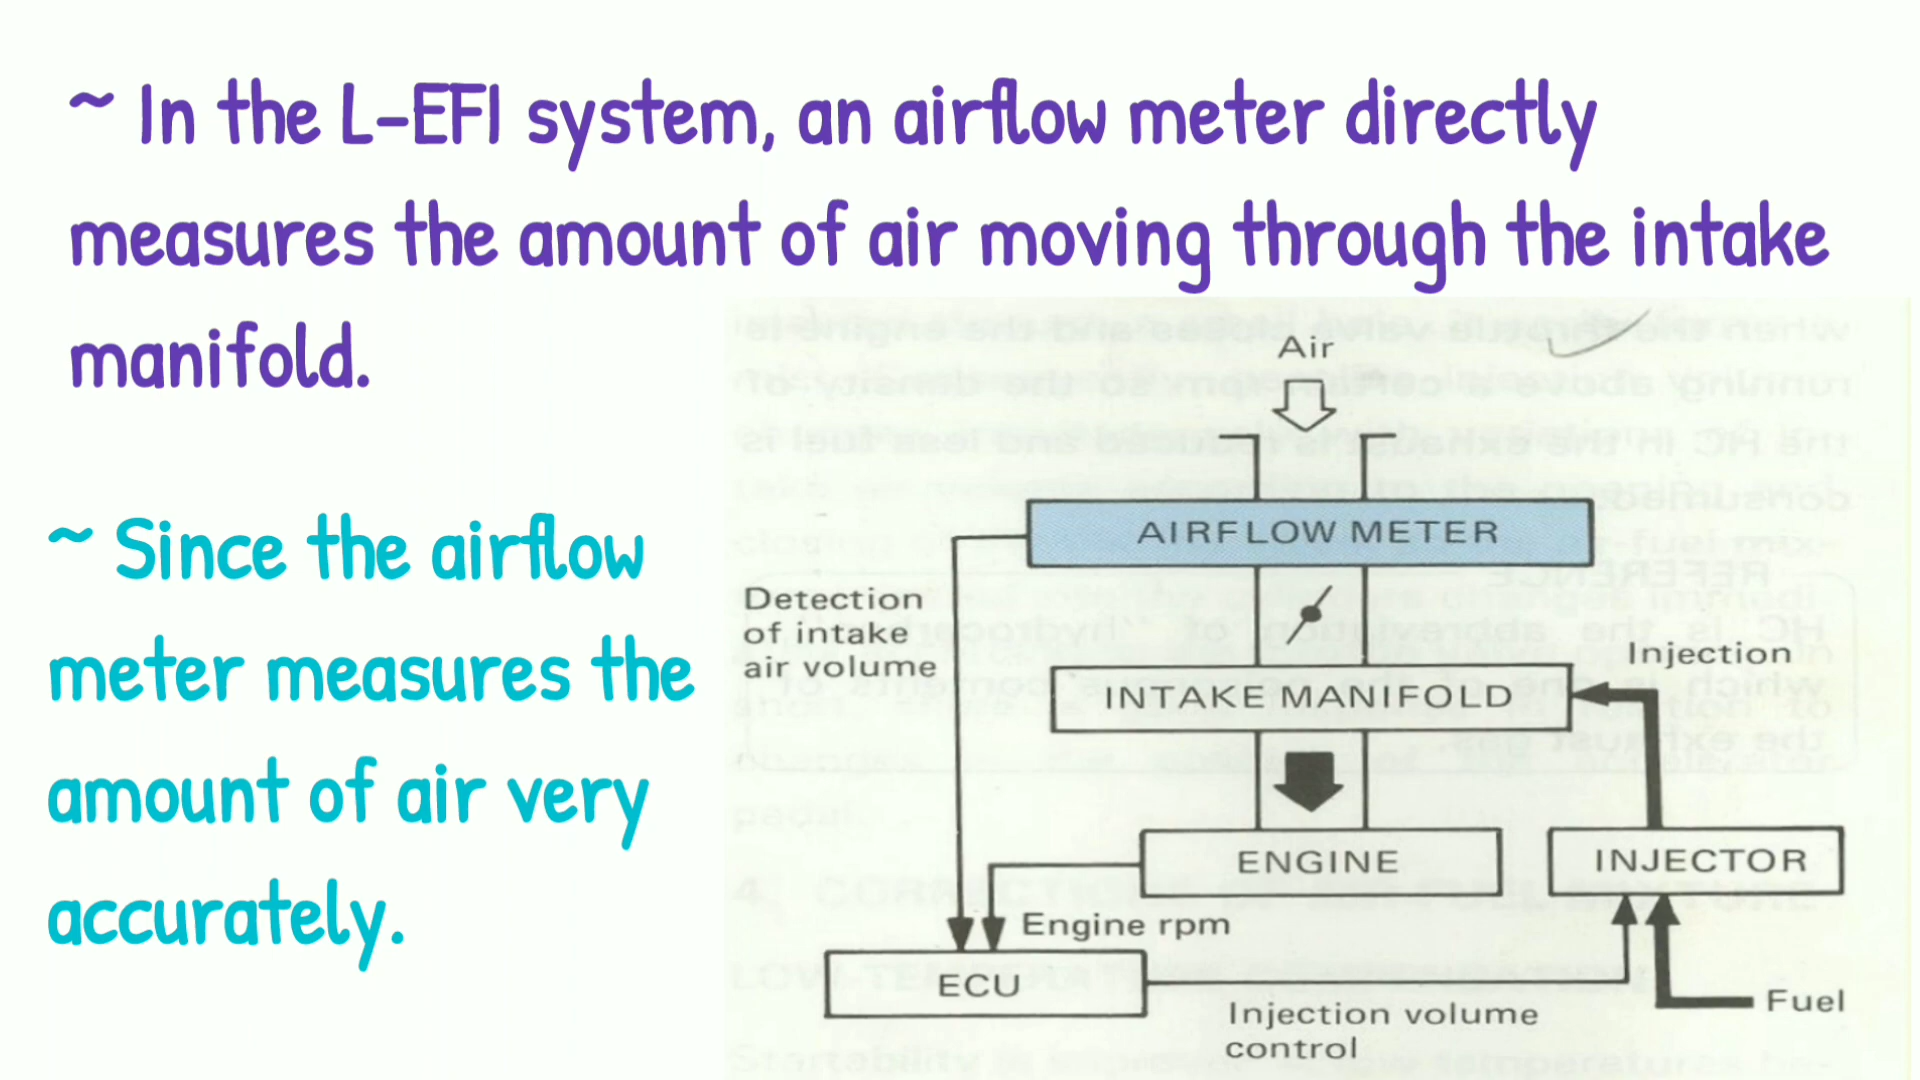 ~ In the L-EFI system, an airflow meter directly
measures the amount of air moving through the intake
manifold.
~ Since the airflow
meter measures the
amount of air very
accurately.
Air
AIRFLOW METER
Detection
of intake
air volume
Injection
INTAKE MANIFOLD
ENGINE
INJECTOR
Engine rpm
ECU
Fuel
Injection volume
control